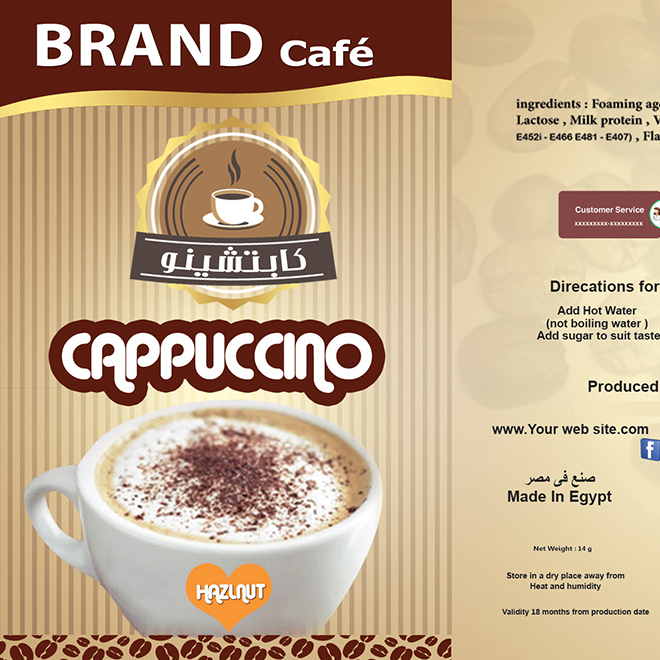 BRAND Café
كابتشينو
CAPPUCCINO
HAZLNUT
ingredients : Foaming
Lactose , Milk protein ,
E452i - E466 E481 - E407) ,
Customer Service
xxxxxxxxx-xxxxxxxxx
Direcations for
Add Hot Water
(not boiling water )
Add sugar to suit taste
Produced
www.Your web site.com
f
صنع فى مصر
Made In Egypt
Net Weight : 14 g
Store in a dry place away from
Heat and humidity
Validity 18 months from production date